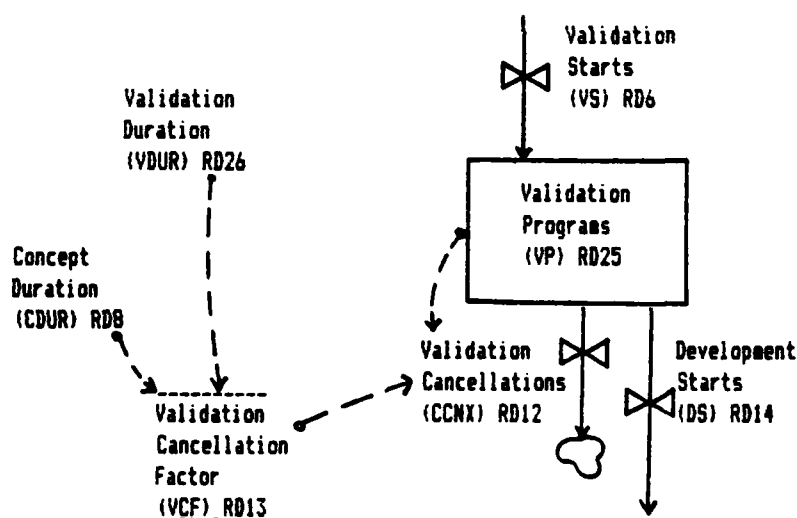 Validation
Starts
(VS) RD6
Validation
Duration
(VDUR) RD26
Validation
Programs
(VP) RD25
Concept
Duration
(CDUR) RD8
Validation
Cancellations
(CCNX) RD12
Development
Starts
(DS) RD14
Validation
Cancellation
Factor
(VCF) RD13